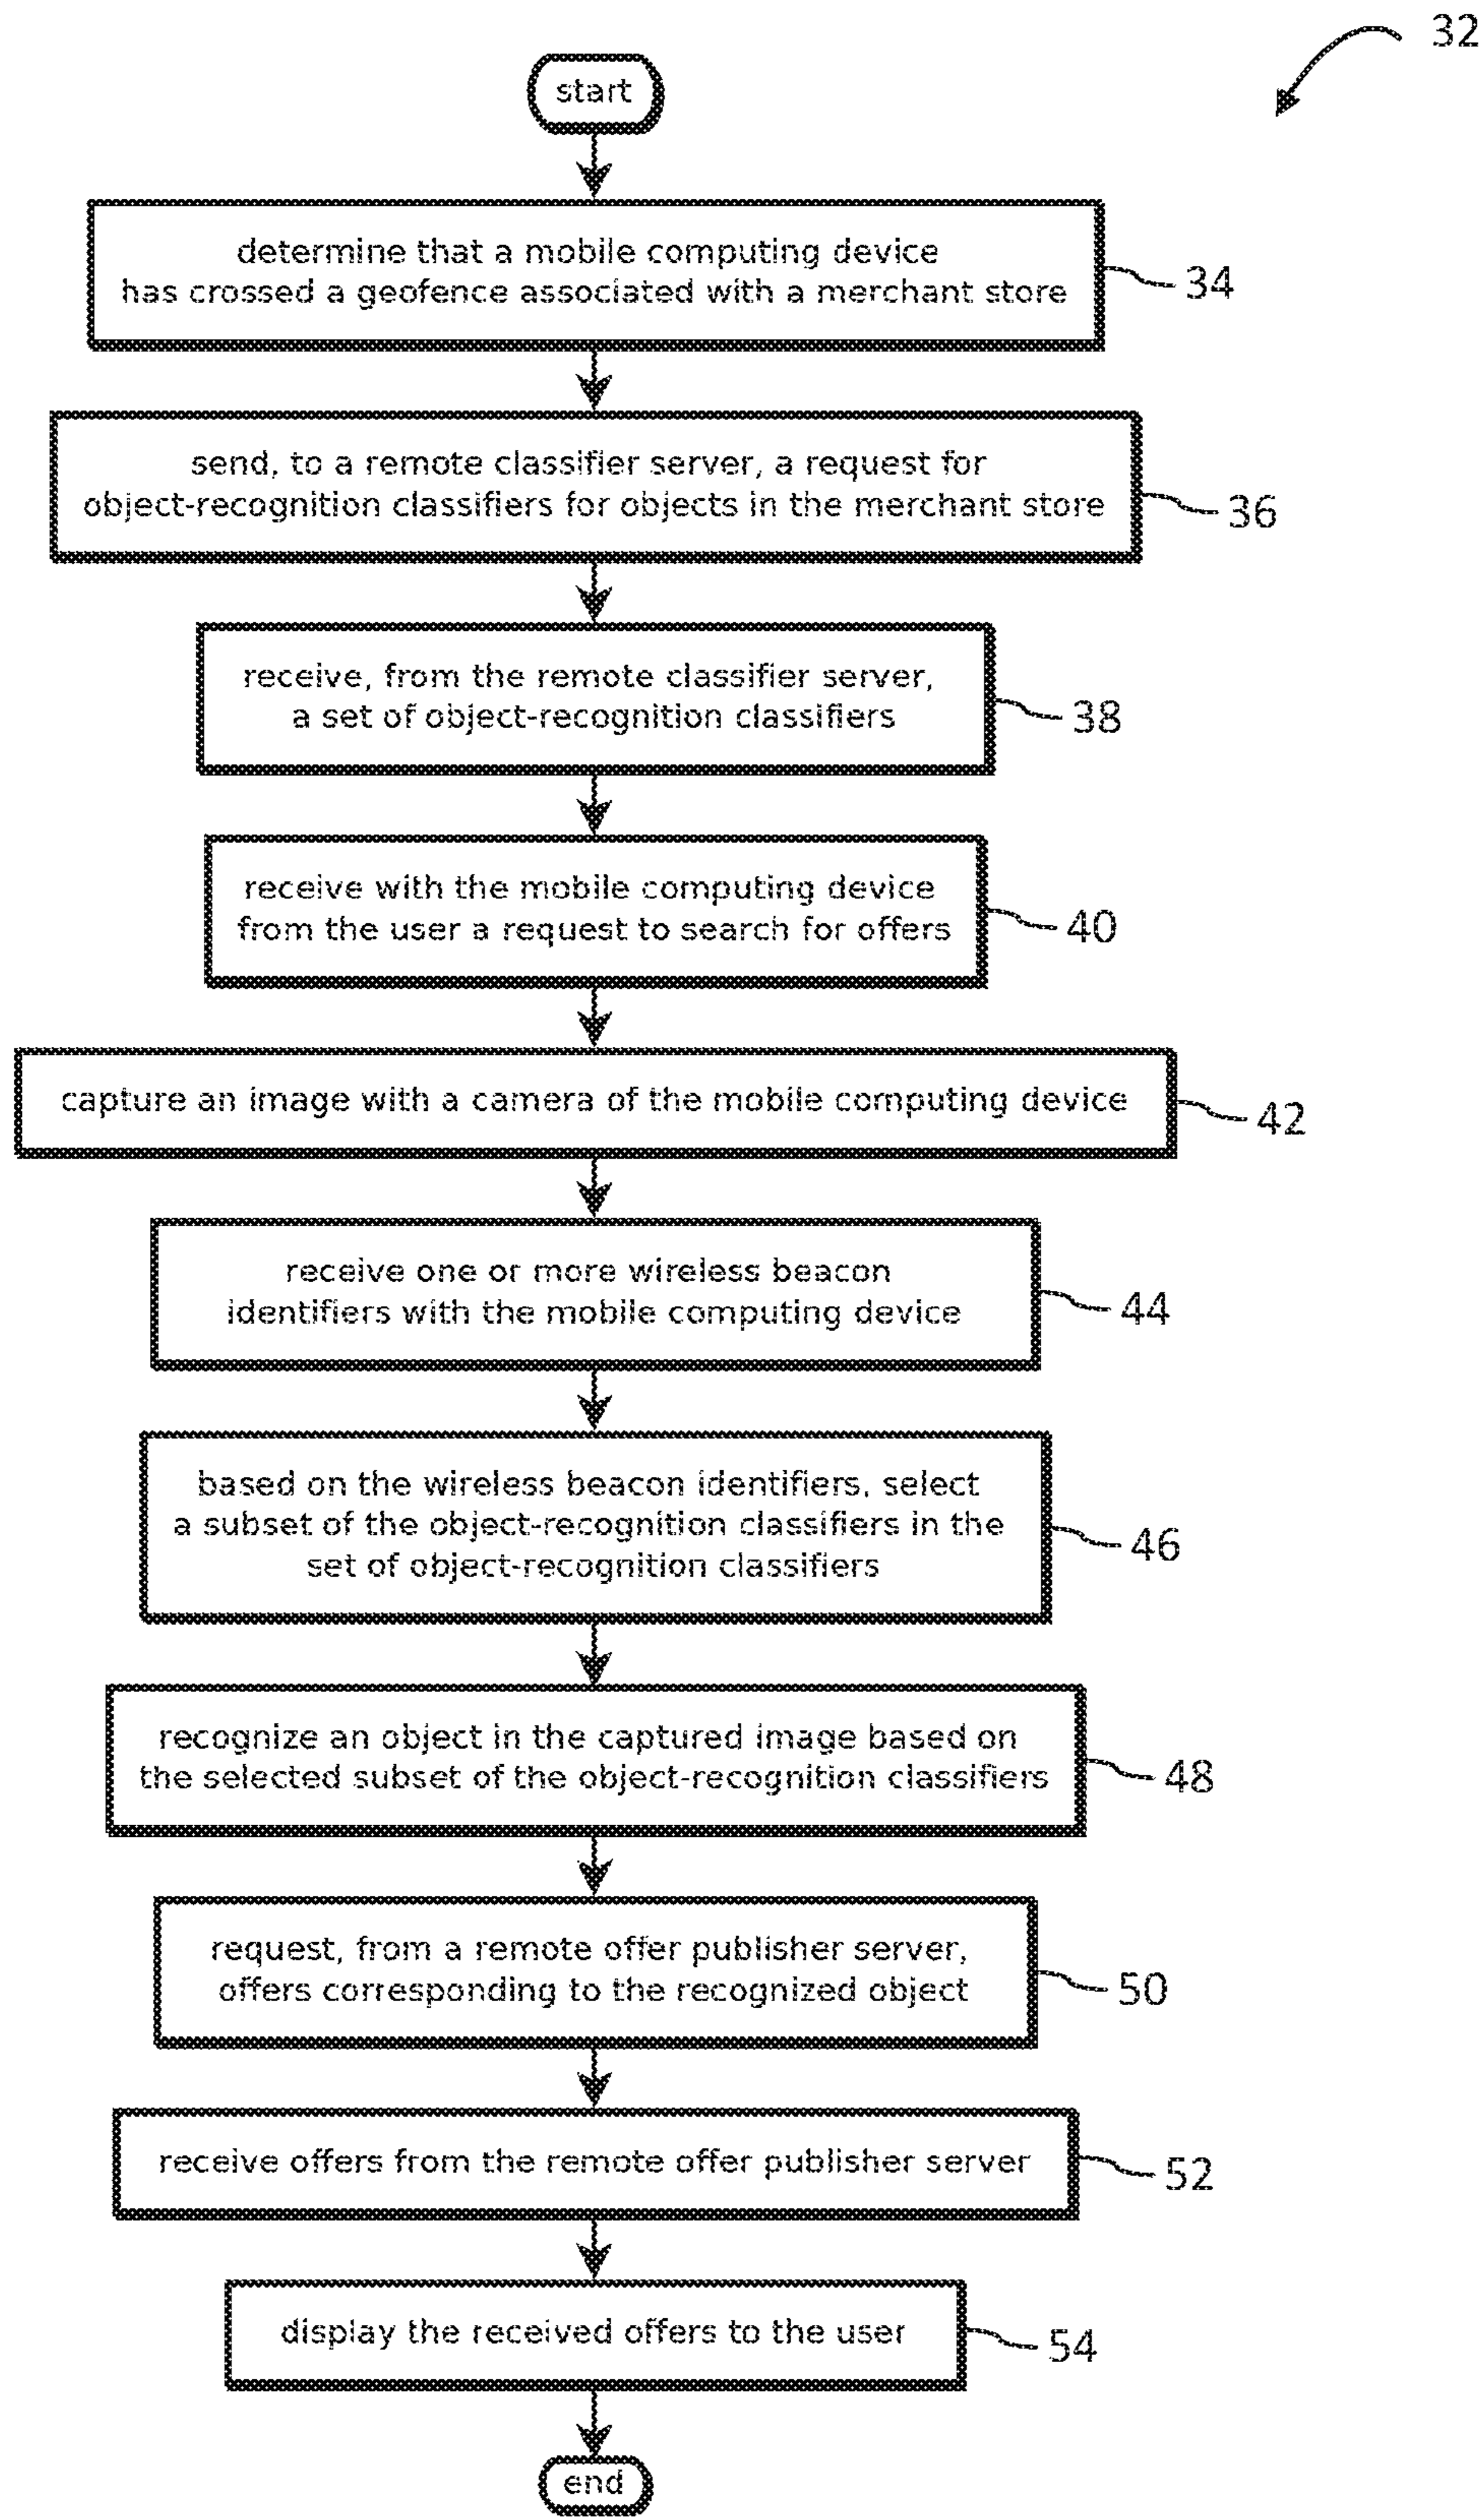 32
start
determine that a mobile computing device
has crossed a geofence associated with a merchant store
34
send, to a remote classifier server, a request for
object-recognition classifiers for objects in the merchant store
36
receive, from the remote classifier server,
a set of object-recognition classifiers
38
receive with the mobile computing device
from the user a request to search for offers
40
capture an image with a camera of the mobile computing device
42
receive one or more wireless beacon
identifiers with the mobile computing device
44
based on the wireless beacon identifiers, select
a subset of the object-recognition classifiers in the
set of object-recognition classifiers
46
recognize an object in the captured image based on
the selected subset of the object-recognition classifiers
48
request, from a remote offer publisher server,
offers corresponding to the recognized object
50
receive offers from the remote offer publisher server
52
display the received offers to the user
54
end